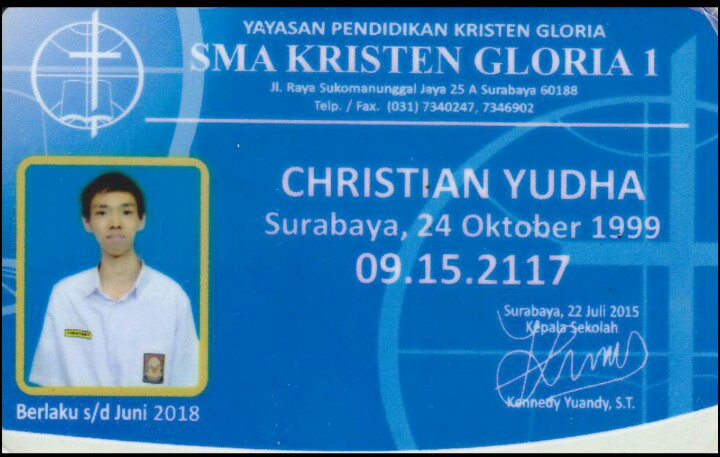 YAYASAN PENDIDIKAN KRISTEN GLORIA
SMA KRISTEN GLORIA 1
Jl. Raya Sukomanunggal Jaya 25 A Surabaya 60188
Telp. / Fax. (031) 7340247, 7346902
CHRISTIAN YUDHA
Surabaya, 24 Oktober 1999
09.15.2117
Surabaya, 22 Juli 2015
Kepala Sekolah
Kennedy Yuandy, S.T.
Berlaku s/d Juni 2018